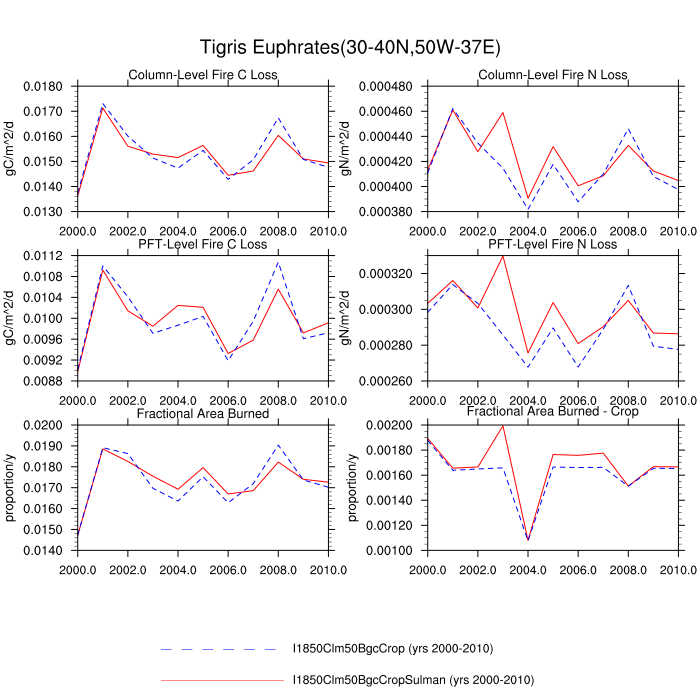 Tigris Euphrates(30-40N,50W-37E)
Column-Level Fire C Loss
gC/m^2/d
0.0180
0.0170
0.0160
0.0150
0.0140
0.0130
2000.0 2002.0 2004.0 2006.0 2008.0 2010.0
Column-Level Fire N Loss
gN/m^2/d
0.000480
0.000460
0.000440
0.000420
0.000400
0.000380
2000.0 2002.0 2004.0 2006.0 2008.0 2010.0
PFT-Level Fire C Loss
gC/m^2/d
0.0112
0.0108
0.0104
0.0100
0.0096
0.0092
0.0088
2000.0 2002.0 2004.0 2006.0 2008.0 2010.0
PFT-Level Fire N Loss
gN/m^2/d
0.000320
0.000300
0.000280
0.000260
2000.0 2002.0 2004.0 2006.0 2008.0 2010.0
Fractional Area Burned
proportion/y
0.0200
0.0190
0.0180
0.0170
0.0160
0.0150
0.0140
2000.0 2002.0 2004.0 2006.0 2008.0 2010.0
Fractional Area Burned - Crop
proportion/y
0.00200
0.00180
0.00160
0.00140
0.00120
0.00100
2000.0 2002.0 2004.0 2006.0 2008.0 2010.0
I1850Clm50BgcCrop (yrs 2000-2010)
I1850Clm50BgcCropSulman (yrs 2000-2010)